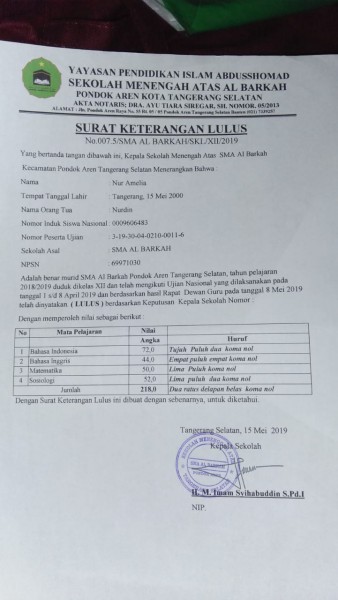 YAYASAN PENDIDIKAN ISLAM ABDUSSHOMAD
SEKOLAH MENENGAH ATAS AL BARKAH
PONDOK AREN KOTA TANGERANG SELATAN
AKTA NOTARIS; DRA. AYU TIARA SIREGAR, SH. NOMOR. 05/2013
ALAMAT : Jln. Pondok Aren Raya No. 55 Rt 05 / 05 Pondok Aren Tangerang Selatan Banten (021)
SURAT KETERANGAN LULUS
No.007.5/SMA AL BARKAH/SKL/XII/2019
Yang bertanda tangan dibawah ini, Kepala Sekolah Menengah Atas SMA Al Barkah
Kecamatan Pondok Aren Tangerang Selatan Menerangkan Bahwa :
Nama : Nur Amelia
Tempat Tanggal Lahir : Tangerang, 15 Mei 2000
Nama Orang Tua : Nurdin
Nomor Induk Siswa Nasional : 0009606483
Nomor Peserta Ujian : 3-19-30-04-0210-0011-6
Sekolah Asal : SMA AL BARKAH
NPSN : 69971030
Adalah benar murid SMA Al Barkah Pondok Aren Tangerang Selatan, tahun pelajaran
2018/2019 duduk dikelas XII dan telah mengikuti Ujian Nasional yang dilaksanakan pada
tanggal 1 s/d 8 April 2019 dan berdasarkan hasil Rapat Dewan Guru pada tanggal 8 Mei 2019
telah dinyatakan ( LULUS ) berdasarkan Keputusan Kepala Sekolah Nomor :
Dengan memperoleh nilai sebagai berikut :
No Mata Pelajaran Nilai
Angka Huruf
1 Bahasa Indonesia 72,0 Tujuh Puluh dua koma nol
2 Bahasa Inggris 44,0 Empat puluh empat koma nol
3 Matamatika 50,0 Lima Puluh koma nol
4 Sosiologi 52,0 Lima puluh dua koma nol
Jumlah 218,0 Dua ratus delapan belas koma nol
Dengan Surat Keterangan Lulus ini dibuat dengan sebenarnya, untuk diketahui.
Tangerang Selatan, 15 Mei 2019
Kepala Sekolah
SMA AL BARKAH
H. M. Imam Syihabuddin S.Pd.I
NIP.